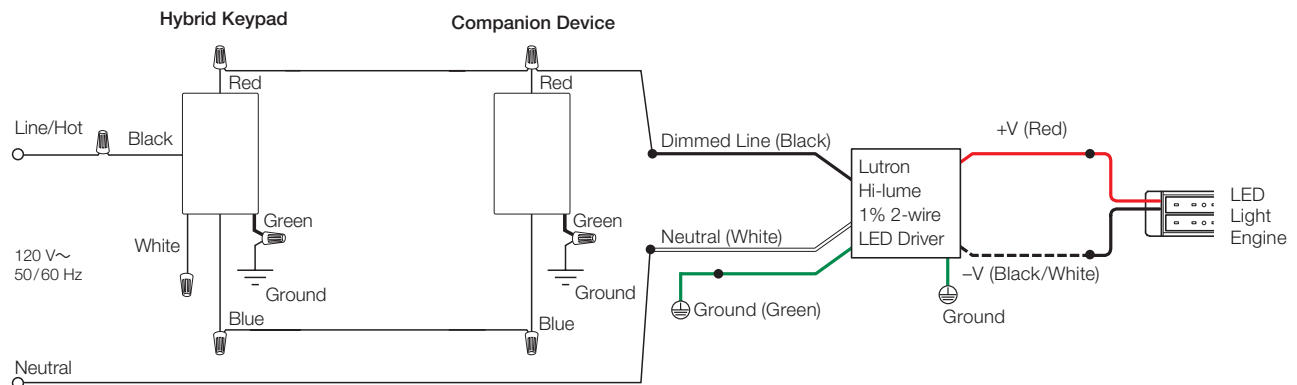 Hybrid Keypad
Companion Device
Red
Red
Line/Hot
Black
Dimmed Line (Black)
+V (Red)
Lutron
Hi-lume
1% 2-wire
LED Driver
LED
Light
Engine
Green
Green
White
Neutral (White)
120 V~
50/60 Hz
Ground
Ground
–V (Black/White)
Ground (Green)
Ground
Blue
Blue
Neutral